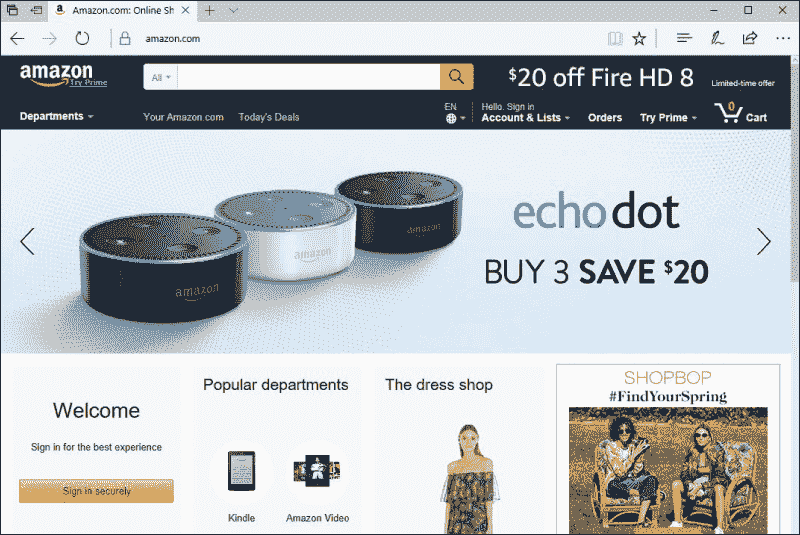 Amazon.com: Online Sh
amazon.com
amazon
Try Prime
All
$20 off Fire HD 8
Limited-time offer
Departments
Your Amazon.com
Today's Deals
EN
Hello. Sign in
Account & Lists
Orders
Try Prime
0
Cart
echo dot
BUY 3 SAVE $20
amazon
amazon
amazon
Welcome
Sign in for the best experience
Sign in securely
Popular departments
Kindle
Amazon Video
The dress shop
SHOPBOP
#FindYourSpring